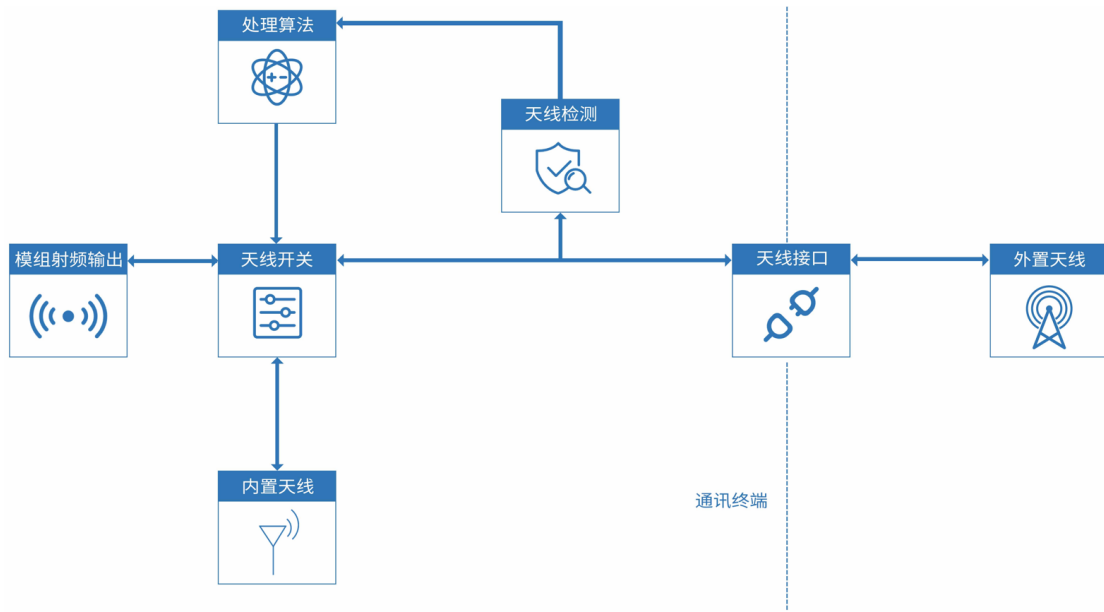 处理算法
天线检测
模组射频输出
天线开关
天线接口
外置天线
内置天线
通讯终端